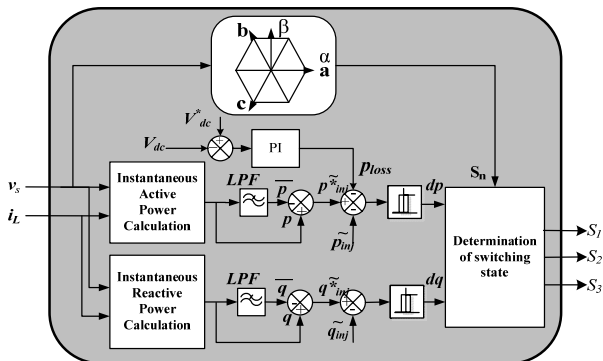 b
β
α
a
c
V*dc
Vdc
PI
ploss
Sn
vs
iL
Instantaneous
Active
Power
Calculation
LPF
p̅
p
p̃*inj
p̃inj
dp
Determination
of switching
state
S1
S2
S3
Instantaneous
Reactive
Power
Calculation
LPF
q̅
q
q̃*inj
q̃inj
dq